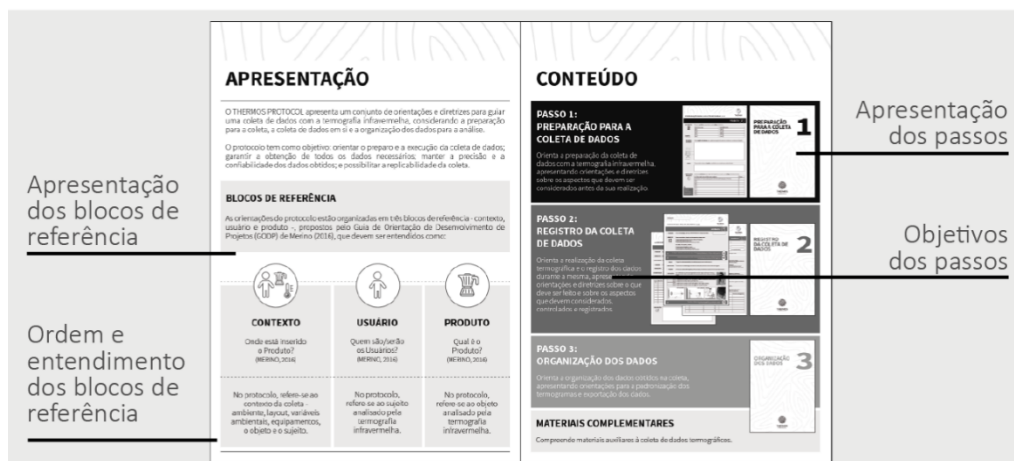 Apresentação
dos blocos de
referência
Ordem e
entendimento
dos blocos de
referência
APRESENTAÇÃO
O THERMOS PROTOCOL apresenta um conjunto de orientações e diretrizes para guiar
uma coleta de dados com a termografia infravermelha, considerando a preparação
para a coleta, a coleta de dados em si e a organização dos dados para a análise.
O protocolo tem como objetivo: orientar o preparo e a execução da coleta de dados;
garantir a obtenção de todos os dados necessários; manter a precisão e a
confiabilidade dos dados obtidos; e possibilitar a replicabilidade da coleta.
BLOCOS DE REFERÊNCIA
As orientações do protocolo estão organizadas em três blocos de referência - contexto,
usuário e produto -, propostos pelo Guia de Orientação de Desenvolvimento de
Projetos (GODP) de Merino (2016), que devem ser entendidos como:
CONTEXTO
Onde está inserido
o Produto?
(MERINO, 2016)
No protocolo, refere-se ao
contexto da coleta -
ambiente, layout, variáveis
ambientais, equipamentos,
o objeto e o sujeito.
USUÁRIO
Quem são/serão
os Usuários?
(MERINO, 2016)
No protocolo,
refere-se ao sujeito
analisado pela
termografia
infravermelha.
PRODUTO
Qual é o
Produto?
(MERINO, 2016)
No protocolo,
refere-se ao objeto
analisado pela
termografia
infravermelha.
CONTEÚDO
PASSO 1:
PREPARAÇÃO PARA A
COLETA DE DADOS
Orienta a preparação da coleta de
dados com a termografia infravermelha,
apresentando orientações e diretrizes
sobre os aspectos que devem ser
considerados antes da sua realização.
PREPARAÇÃO
PARA A COLETA
DE DADOS
1
PASSO 2:
REGISTRO DA COLETA
DE DADOS
Orienta a realização da coleta
termográfica e o registro dos dados
durante a mesma,
orientações e diretrizes sobre o que
deve ser feito e sobre os aspectos
que devem considerados
controlados e registrados.
REGISTRO
DA COLETA DE
DADOS
2
PASSO 3:
ORGANIZAÇÃO DOS DADOS
Orienta a organização dos dados obtidos na coleta,
apresentando orientações para a padronização dos
termogramas e exportação dos dados.
ORGANIZAÇÃO
DOS DADOS
3
MATERIAIS COMPLEMENTARES
Compreende materiais auxiliares à coleta de dados termográficos.
Apresentação
dos passos
Objetivos
dos passos